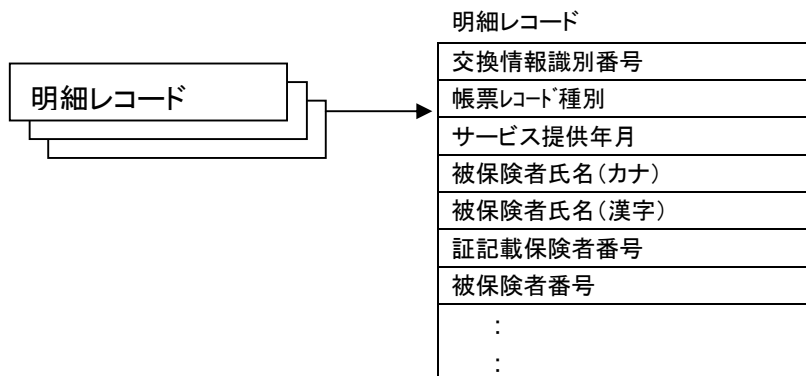 明細レコード
明細レコード
交換情報識別番号
帳票ﾚｺｰﾄﾞ種別
サービス提供年月
被保険者氏名(カナ)
被保険者氏名(漢字)
証記載保険者番号
被保険者番号
:
: